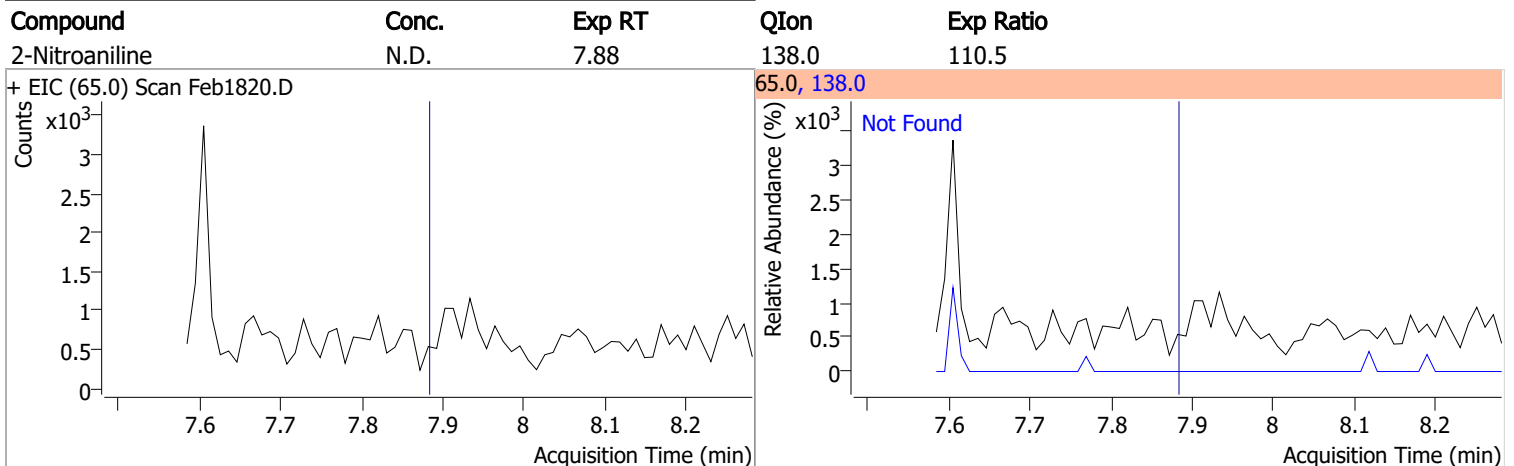 Compound Conc. Exp RT QIon Exp Ratio
2-Nitroaniline N.D. 7.88 138.0 110.5
+ EIC (65.0) Scan Feb1820.D
Counts
x10³
3
2.5
2
1.5
1
0.5
0
7.6 7.7 7.8 7.9 8 8.1 8.2
Acquisition Time (min)
65.0, 138.0
Relative Abundance (%)
x10³
Not Found
3
2.5
2
1.5
1
0.5
0
7.6 7.7 7.8 7.9 8 8.1 8.2
Acquisition Time (min)